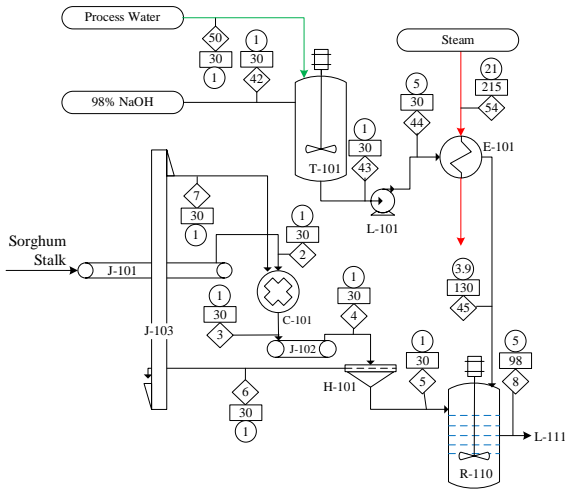 Process Water
50
30
1
1
30
42
Steam
98% NaOH
T-101
1
30
43
5
30
44
21
215
54
E-101
L-101
7
30
1
1
30
2
Sorghum
Stalk
J-101
C-101
J-103
1
30
3
J-102
1
30
4
3.9
130
45
H-101
6
30
1
1
30
5
5
98
8
L-111
R-110